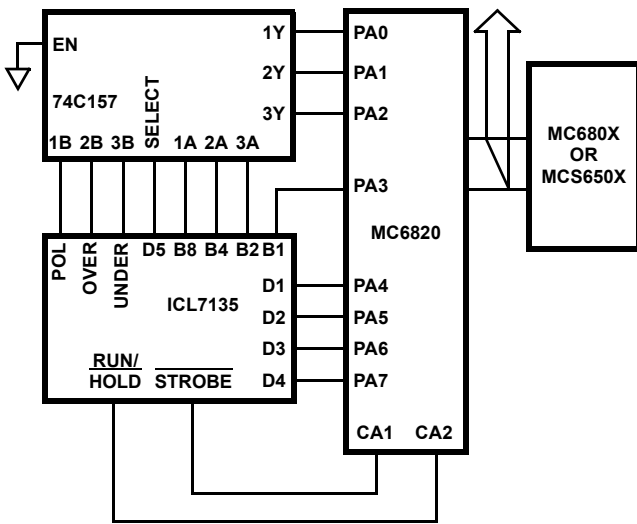 EN
74C157
1Y
2Y
3Y
SELECT
1B 2B 3B 1A 2A 3A
PA0
PA1
PA2
PA3
MC6820
PA4
PA5
PA6
PA7
CA1 CA2
MC680X
OR
MCS650X
POL
OVER
UNDER
D5 B8 B4 B2 B1
ICL7135
D1
D2
D3
D4
RUN/
HOLD STROBE